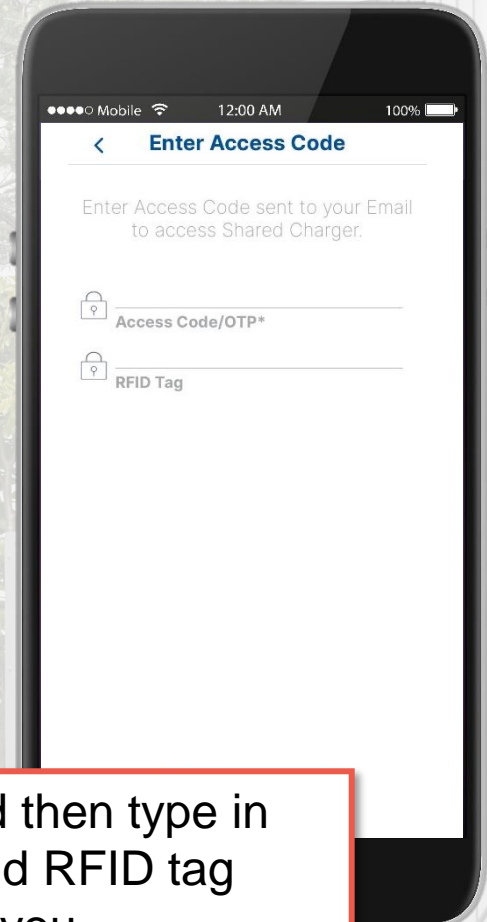 Mobile 12:00 AM 100%
< Enter Access Code
Enter Access Code sent to your Email
to access Shared Charger.
Access Code/OTP*
RFID Tag
then type in
RFID tag
you